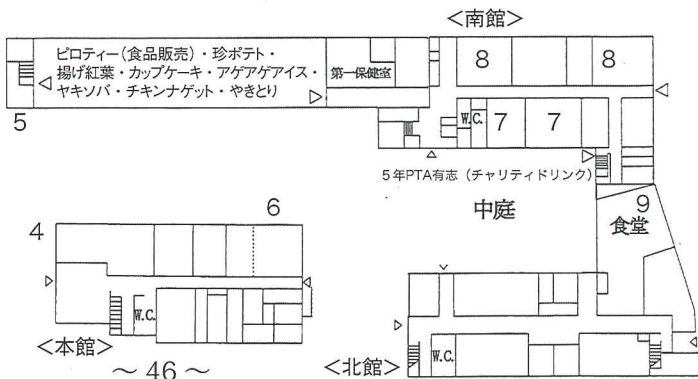 <南館>
ピロティー(食品販売)・珍ポテト・
揚げ紅葉・カップケーキ・アゲアゲアイス・
ヤキソバ・チキンナゲット・やきとり
第一保健室
8
8
5
W.C.
7
7
5年PTA有志(チャリティドリンク)
中庭
9
食堂
6
4
W.C.
<本館>
W.C.
<北館>
~ 46 ~